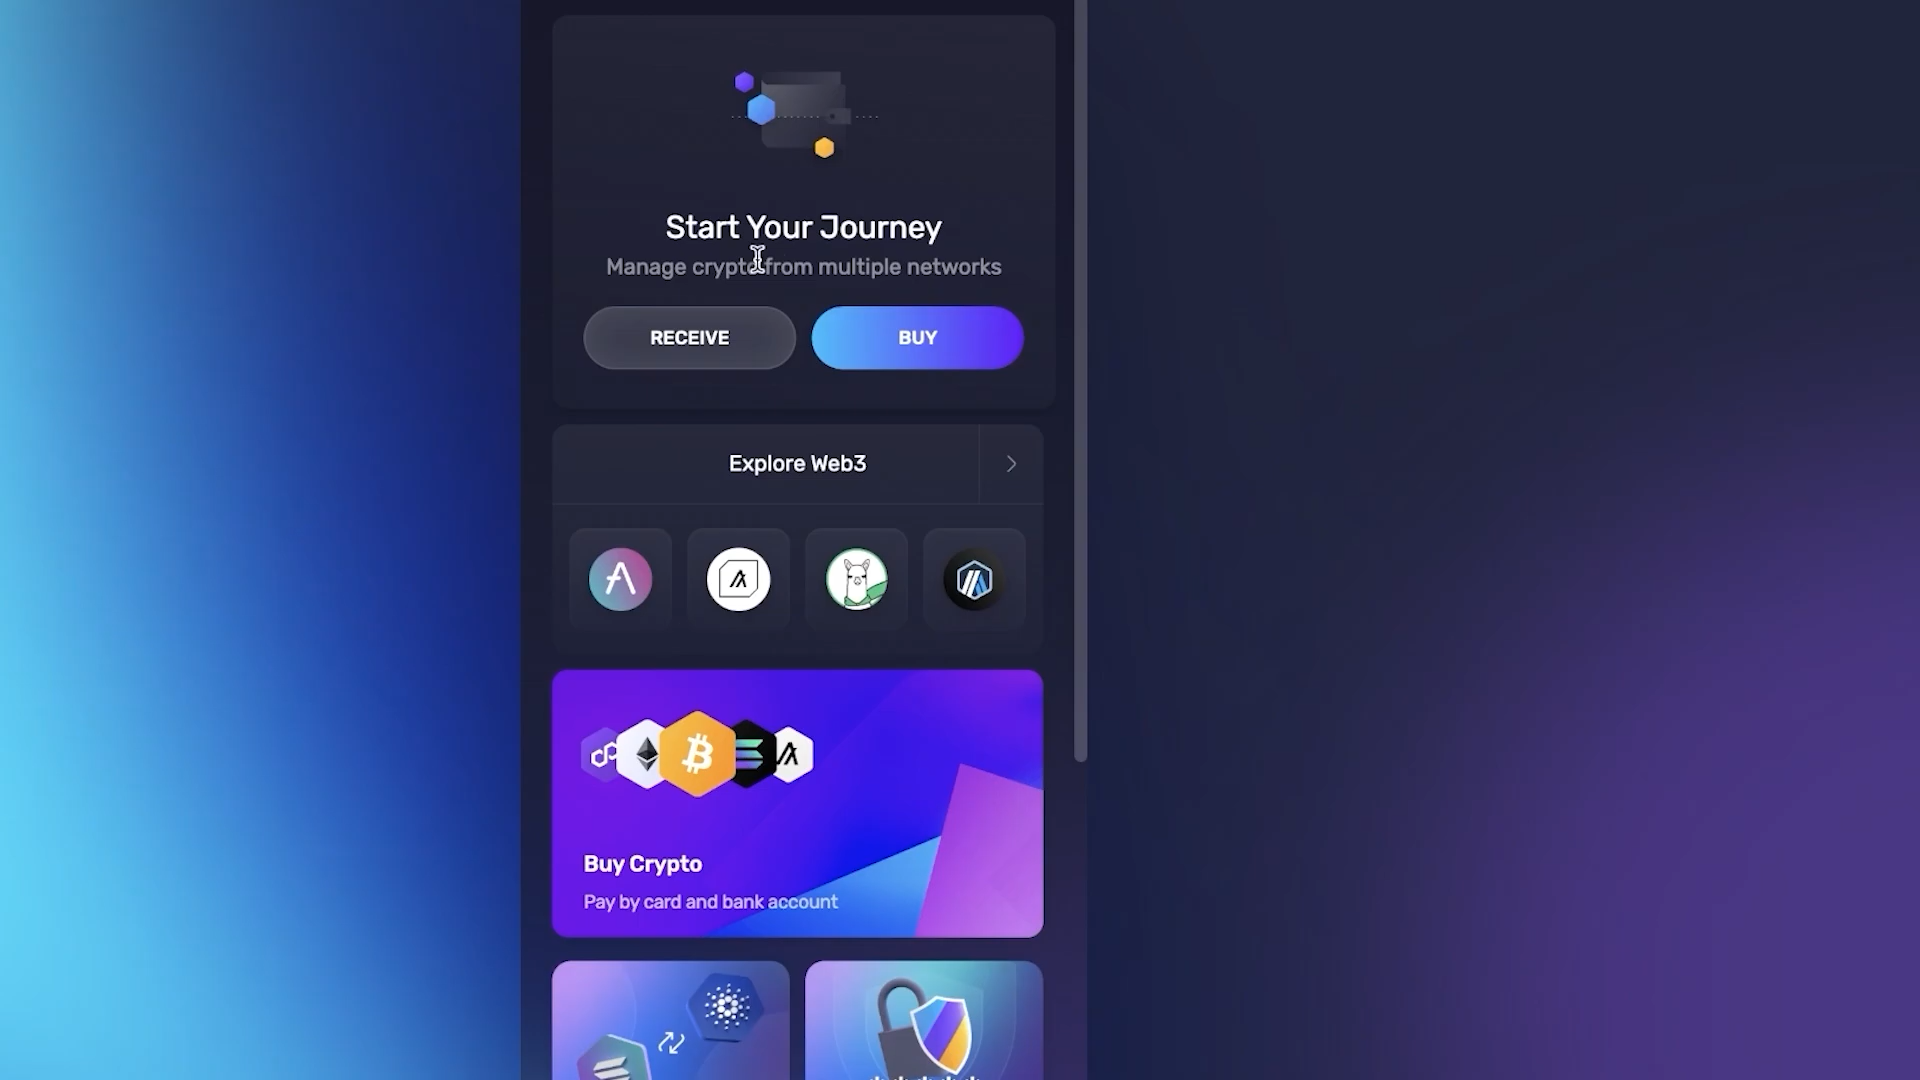 Start Your Journey
Manage crypto from multiple networks
RECEIVE
BUY
Explore Web3
Buy Crypto
Pay by card and bank account